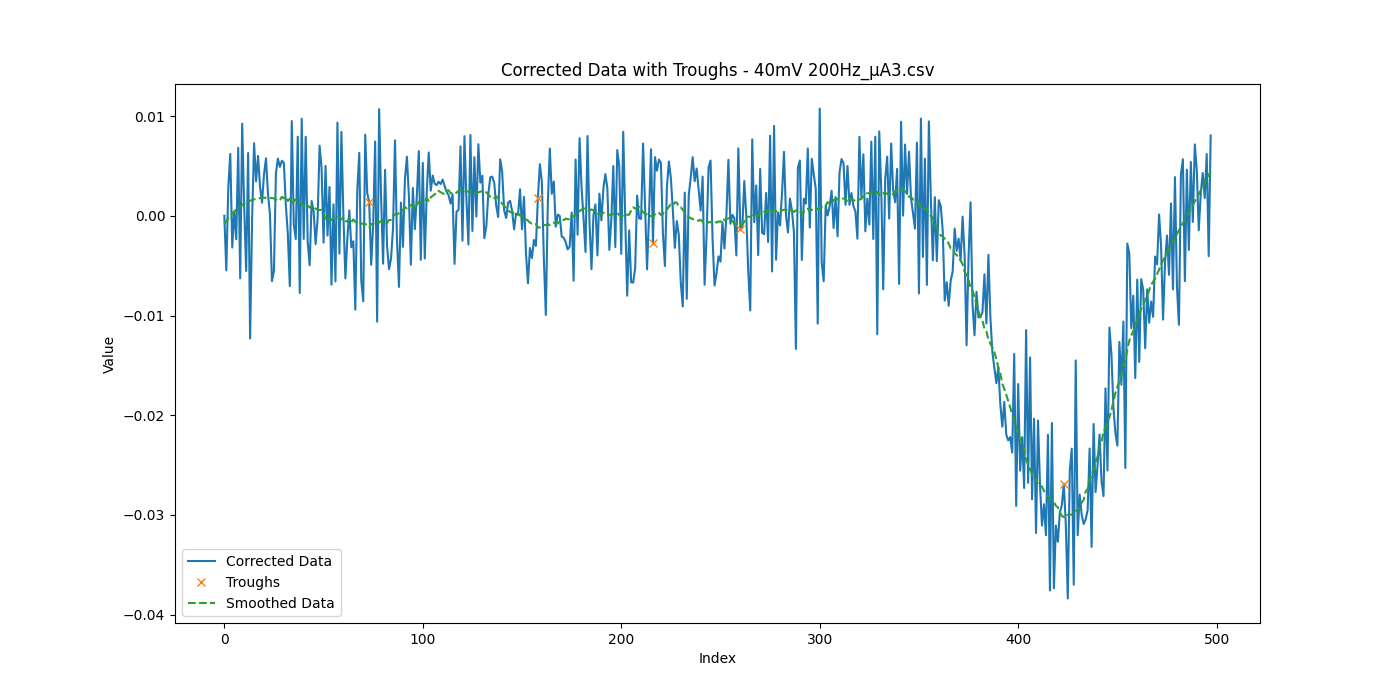 Corrected Data with Troughs - 40mV 200Hz_μA3.csv
Value
0.01
0.00
−0.01
−0.02
−0.03
−0.04
Corrected Data
Troughs
Smoothed Data
0 100 200 300 400 500
Index